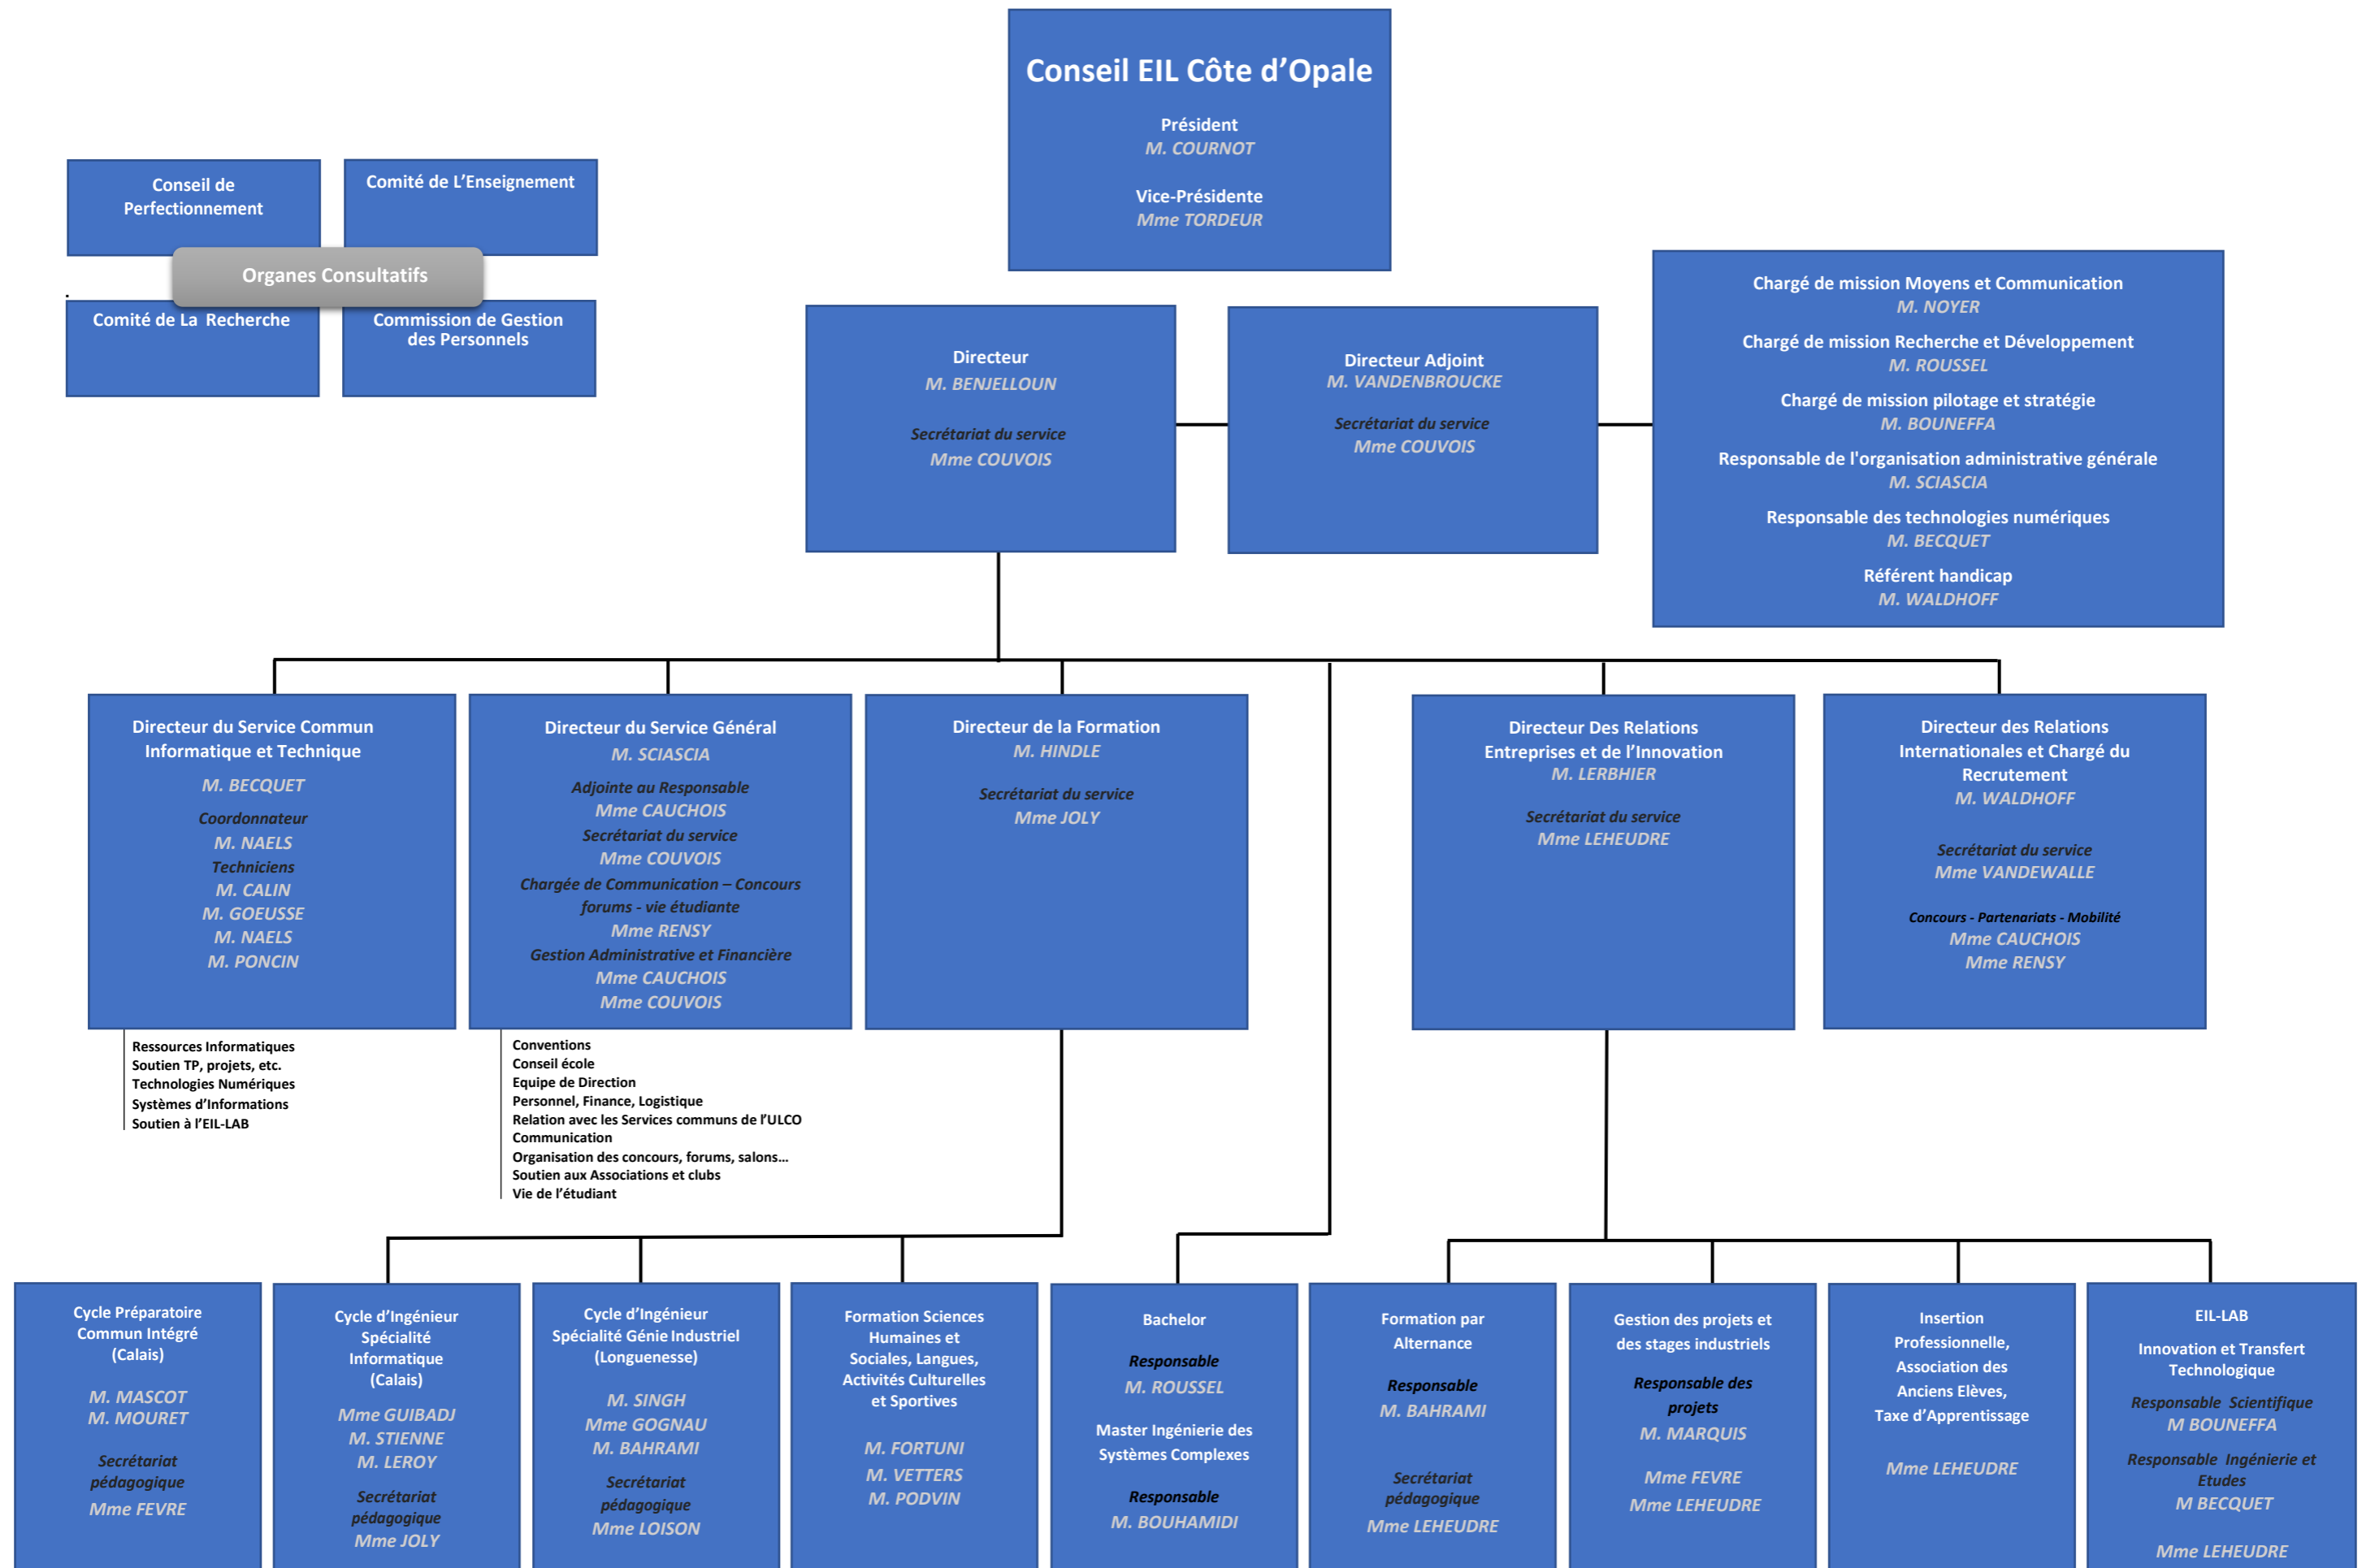 Conseil EIL Côte d’Opale
Président
M. COURNOT
Vice-Présidente
Mme TORDEUR
Conseil de
Perfectionnement
Comité de L’Enseignement
Organes Consultatifs
.
Comité de La Recherche
Commission de Gestion
des Personnels
Directeur
M. BENJELLOUN
Secrétariat du service
Mme COUVOIS
Directeur Adjoint
M. VANDENBROUCKE
Secrétariat du service
Mme COUVOIS
Chargé de mission Moyens et Communication
M. NOYER
Chargé de mission Recherche et Développement
M. ROUSSEL
Chargé de mission pilotage et stratégie
M. BOUNEFFA
Responsable de l'organisation administrative générale
M. SCIASCIA
Responsable des technologies numériques
M. BECQUET
Référent handicap
M. WALDHOFF
Directeur du Service Commun
Informatique et Technique
M. BECQUET
Coordonnateur
M. NAELS
Techniciens
M. CALIN
M. GOEUSSE
M. NAELS
M. PONCIN
Ressources Informatiques
Soutien TP, projets, etc.
Technologies Numériques
Systèmes d’Informations
Soutien à l’EIL-LAB
Directeur du Service Général
M. SCIASCIA
Adjointe au Responsable
Mme CAUCHOIS
Secrétariat du service
Mme COUVOIS
Chargée de Communication – Concours
forums - vie étudiante
Mme RENSY
Gestion Administrative et Financière
Mme CAUCHOIS
Mme COUVOIS
Conventions
Conseil école
Equipe de Direction
Personnel, Finance, Logistique
Relation avec les Services communs de l’ULCO
Communication
Organisation des concours, forums, salons…
Soutien aux Associations et clubs
Vie de l’étudiant
Directeur de la Formation
M. HINDLE
Secrétariat du service
Mme JOLY
Directeur Des Relations
Entreprises et de l’Innovation
M. LERBHIER
Secrétariat du service
Mme LEHEUDRE
Directeur des Relations
Internationales et Chargé du
Recrutement
M. WALDHOFF
Secrétariat du service
Mme VANDEWALLE
Concours - Partenariats - Mobilité
Mme CAUCHOIS
Mme RENSY
Cycle Préparatoire
Commun Intégré
(Calais)
M. MASCOT
M. MOURET
Secrétariat
pédagogique
Mme FEVRE
Cycle d’Ingénieur
Spécialité
Informatique
(Calais)
Mme GUIBADJ
M. STIENNE
M. LEROY
Secrétariat
pédagogique
Mme JOLY
Cycle d’Ingénieur
Spécialité Génie Industriel
(Longuenesse)
M. SINGH
Mme GOGNAU
M. BAHRAMI
Secrétariat
pédagogique
Mme LOISON
Formation Sciences
Humaines et
Sociales, Langues,
Activités Culturelles
et Sportives
M. FORTUNI
M. VETTERS
M. PODVIN
Bachelor
Responsable
M. ROUSSEL
Master Ingénierie des
Systèmes Complexes
Responsable
M. BOUHAMIDI
Formation par
Alternance
Responsable
M. BAHRAMI
Secrétariat
pédagogique
Mme LEHEUDRE
Gestion des projets et
des stages industriels
Responsable des
projets
M. MARQUIS
Mme FEVRE
Mme LEHEUDRE
Insertion
Professionnelle,
Association des
Anciens Elèves,
Taxe d’Apprentissage
Mme LEHEUDRE
EIL-LAB
Innovation et Transfert
Technologique
Responsable Scientifique
M BOUNEFFA
Responsable Ingénierie et
Etudes
M BECQUET
Mme LEHEUDRE